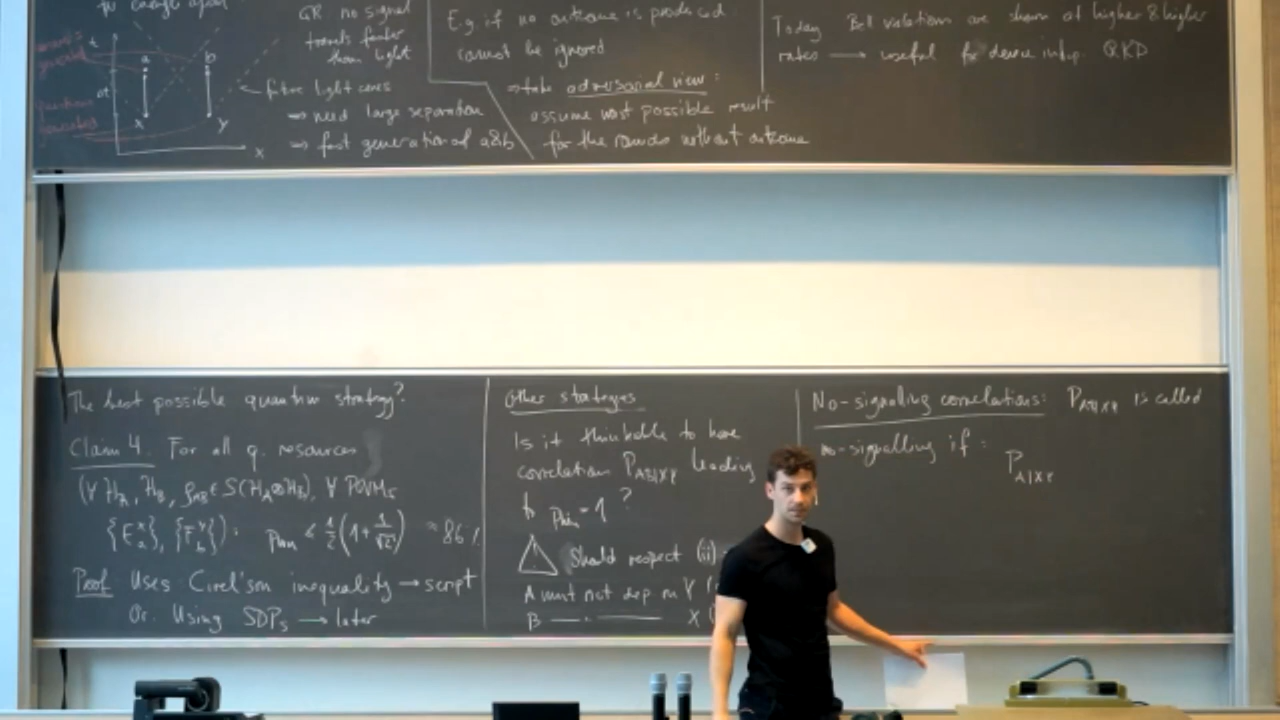 to change upon
t
a
b
x
y
x
GR: no signal
travels faster
than light
future light cones
⇒ need large separation
⇒ fast generation of a&b
E.g. if no outcome is produced
cannot be ignored
⇒ take adversarial view:
assume worst possible result
for the rounds without outcome
Today Bell violations are shown at higher & higher
rates ⟶ useful for device indep. QKD
The best possible quantum strategy?
Claim 4. For all q. resources
(∀ H_A, H_B, ρ_AB ∈ S(H_A⊗H_B), ∀ POVMs
{E_a^x}, {F_b^y}): p_win ≤ 1/2(1+1/√2) ≈ 86%
Proof Uses Cirel'son inequality → script
Or: Using SDPs ⟶ later
Other strategies
Is it thinkable to have
correlation P_AB|XY leading
to p_win = 1 ?
Should respect (ii):
A must not dep on Y
B —〃— X
No-signalling correlations: P_AB|XY is called
no-signalling if:
P_A|XY